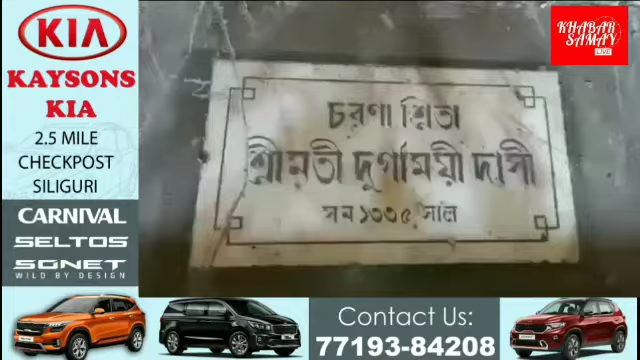 KIA
KAYSONS
KIA
2.5 MILE
CHECKPOST
SILIGURI
CARNIVAL
SELTOS
SONET
WILD BY DESIGN
KHABAR
SAMAY
LIVE
চরণাশ্রিতা
শ্রীমতী দুর্গাময়ী দাসী
সন ১৩৩৫ সাল
Contact Us:
77193-84208